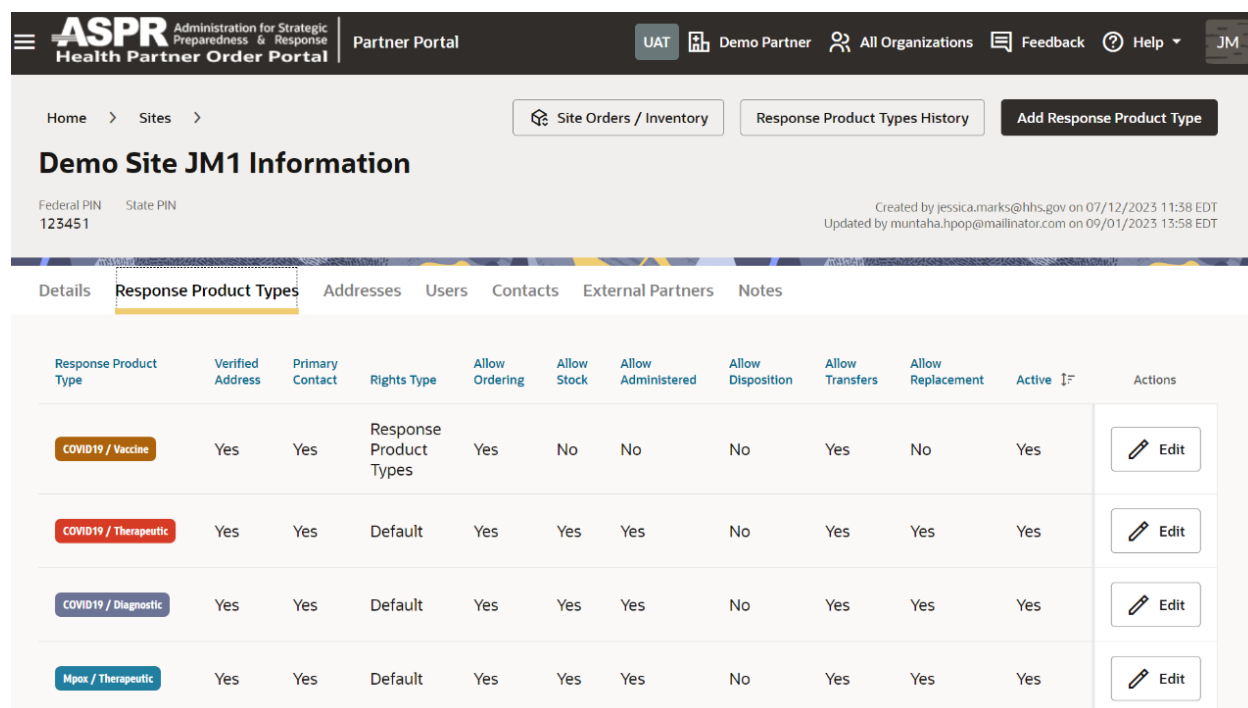 ASPR Administration for Strategic
Preparedness & Response
Health Partner Order Portal
Partner Portal
UAT Demo Partner All Organizations Feedback Help JM
Home > Sites >
Site Orders / Inventory Response Product Types History Add Response Product Type
Demo Site JM1 Information
Federal PIN State PIN
123451
Created by jessica.marks@hhs.gov on 07/12/2023 11:38 EDT
Updated by muntaha.hpop@mailinator.com on 09/01/2023 13:58 EDT
Details Response Product Types Addresses Users Contacts External Partners Notes
Response Product Type Verified Address Primary Contact Rights Type Allow Ordering Allow Stock Allow Administered Allow Disposition Allow Transfers Allow Replacement Active Actions
COVID19 / Vaccine Yes Yes Response Product Types Yes No No No Yes No Yes Edit
COVID19 / Therapeutic Yes Yes Default Yes Yes Yes No Yes Yes Yes Edit
COVID19 / Diagnostic Yes Yes Default Yes Yes Yes No Yes Yes Yes Edit
Mpox / Therapeutic Yes Yes Default Yes Yes Yes No Yes Yes Yes Edit